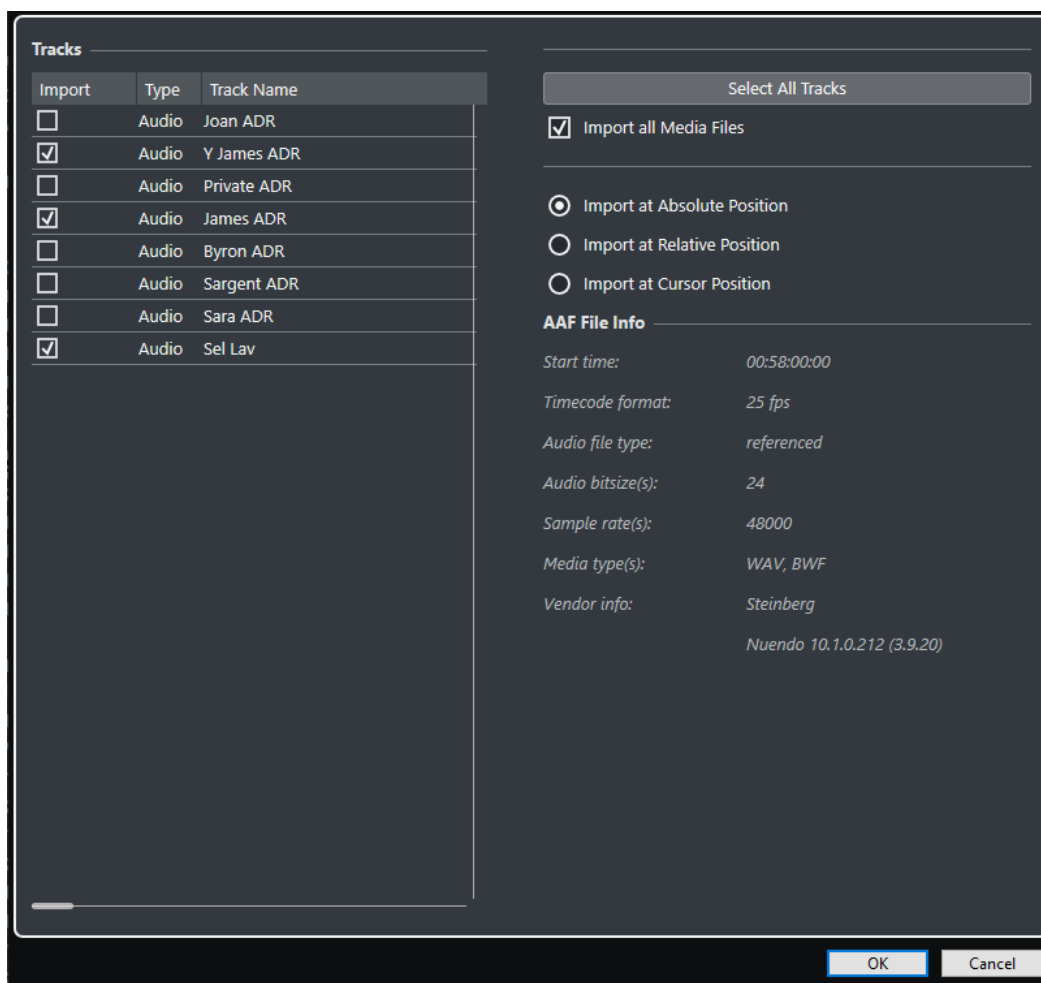 Tracks
Import Type Track Name
Audio Joan ADR
Audio Y James ADR
Audio Private ADR
Audio James ADR
Audio Byron ADR
Audio Sargent ADR
Audio Sara ADR
Audio Sel Lav
Select All Tracks
Import all Media Files
Import at Absolute Position
Import at Relative Position
Import at Cursor Position
AAF File Info
Start time: 00:58:00:00
Timecode format: 25 fps
Audio file type: referenced
Audio bitsize(s): 24
Sample rate(s): 48000
Media type(s): WAV, BWF
Vendor info: Steinberg
Nuendo 10.1.0.212 (3.9.20)
OK Cancel